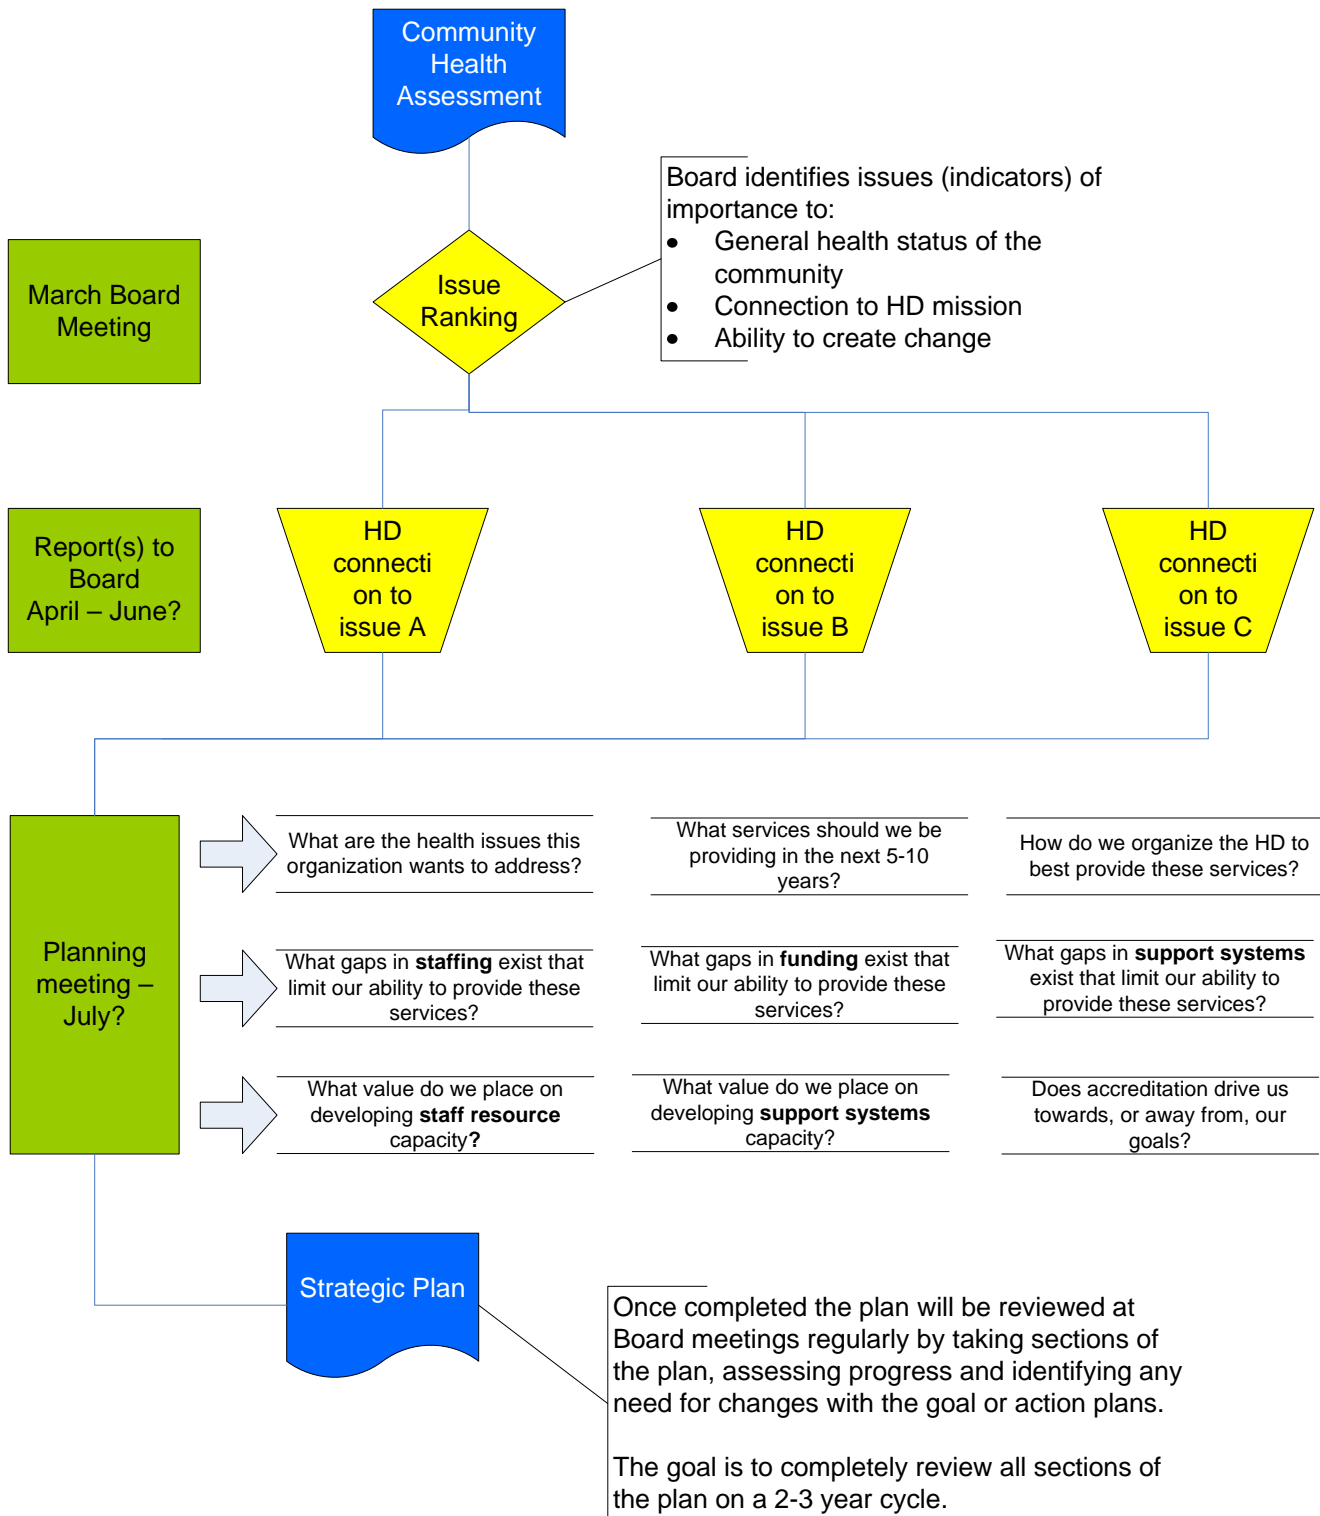 Community
Health
Assessment
Board identifies issues (indicators) of
importance to:
• General health status of the
community
• Connection to HD mission
• Ability to create change
March Board
Meeting
Issue
Ranking
Report(s) to
Board
April – June?
HD
connecti
on to
issue A
HD
connecti
on to
issue B
HD
connecti
on to
issue C
Planning
meeting –
July?
What are the health issues this
organization wants to address?
What services should we be
providing in the next 5-10
years?
How do we organize the HD to
best provide these services?
What gaps in staffing exist that
limit our ability to provide these
services?
What gaps in funding exist that
limit our ability to provide these
services?
What gaps in support systems
exist that limit our ability to
provide these services?
What value do we place on
developing staff resource
capacity?
What value do we place on
developing support systems
capacity?
Does accreditation drive us
towards, or away from, our
goals?
Strategic Plan
Once completed the plan will be reviewed at
Board meetings regularly by taking sections of
the plan, assessing progress and identifying any
need for changes with the goal or action plans.
The goal is to completely review all sections of
the plan on a 2-3 year cycle.